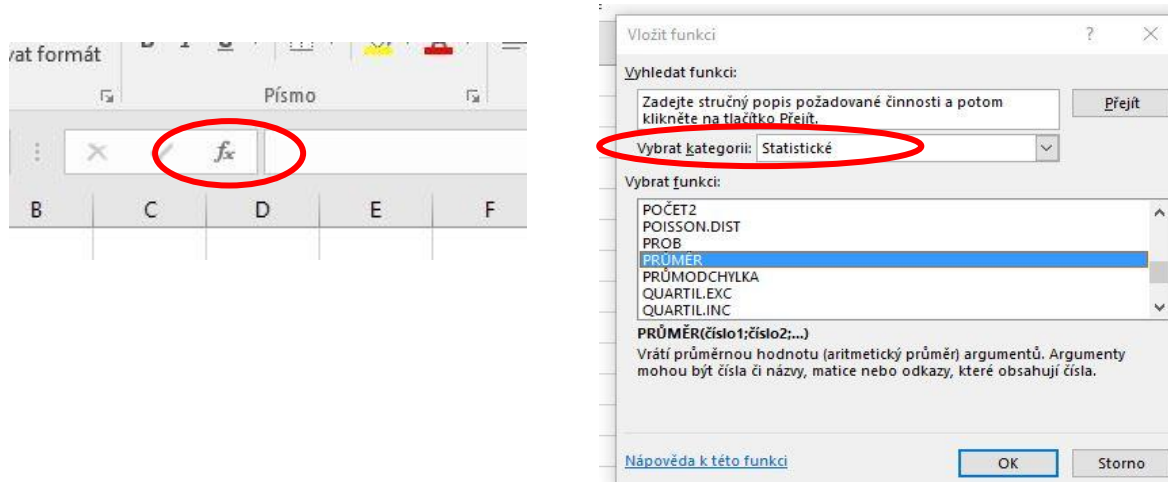 vat formát
B I U A
Písmo
fx
B C D E F
Vložit funkci ?
Vyhledat funkci:
Zadejte stručný popis požadované činnosti a potom
klikněte na tlačítko Přejít.
Přejít
Vybrat kategorii: Statistické
Vybrat funkci:
POČET2
POISSON.DIST
PROB
PRŮMĚR
PRŮMODCHYLKA
QUARTIL.EXC
QUARTIL.INC
PRŮMĚR(číslo1;číslo2;...)
Vrátí průměrnou hodnotu (aritmetický průměr) argumentů. Argumenty
mohou být čísla či názvy, matice nebo odkazy, které obsahují čísla.
Nápověda k této funkci
OK
Storno